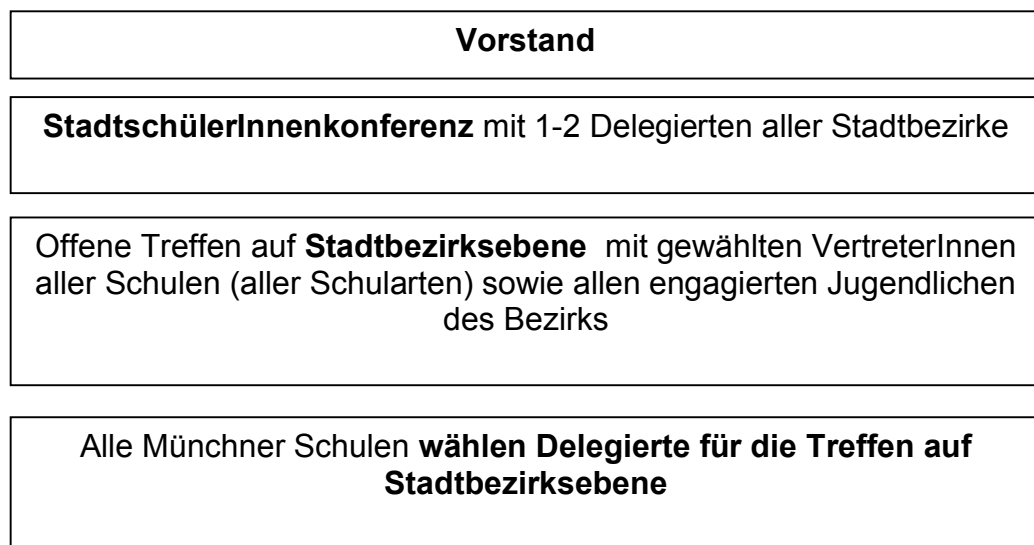 Vorstand
StadtschülerInnenkonferenz mit 1-2 Delegierten aller Stadtbezirke
Offene Treffen auf Stadtbezirksebene mit gewählten VertreterInnen
aller Schulen (aller Schularten) sowie allen engagierten Jugendlichen
des Bezirks
Alle Münchner Schulen wählen Delegierte für die Treffen auf
Stadtbezirksebene